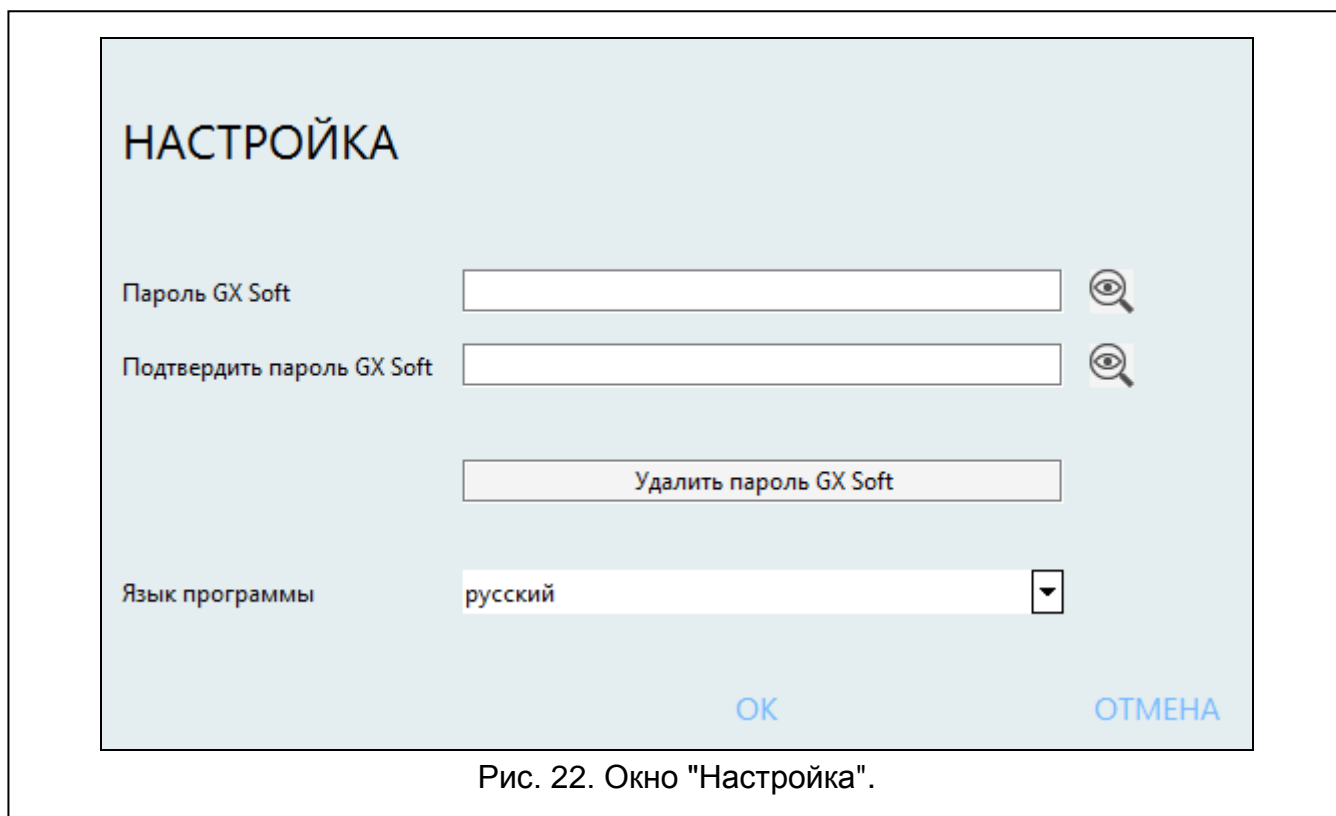 НАСТРОЙКА
Пароль GX Soft
Подтвердить пароль GX Soft
Удалить пароль GX Soft
Язык программы русский
ОК ОТМЕНА
Рис. 22. Окно "Настройка".